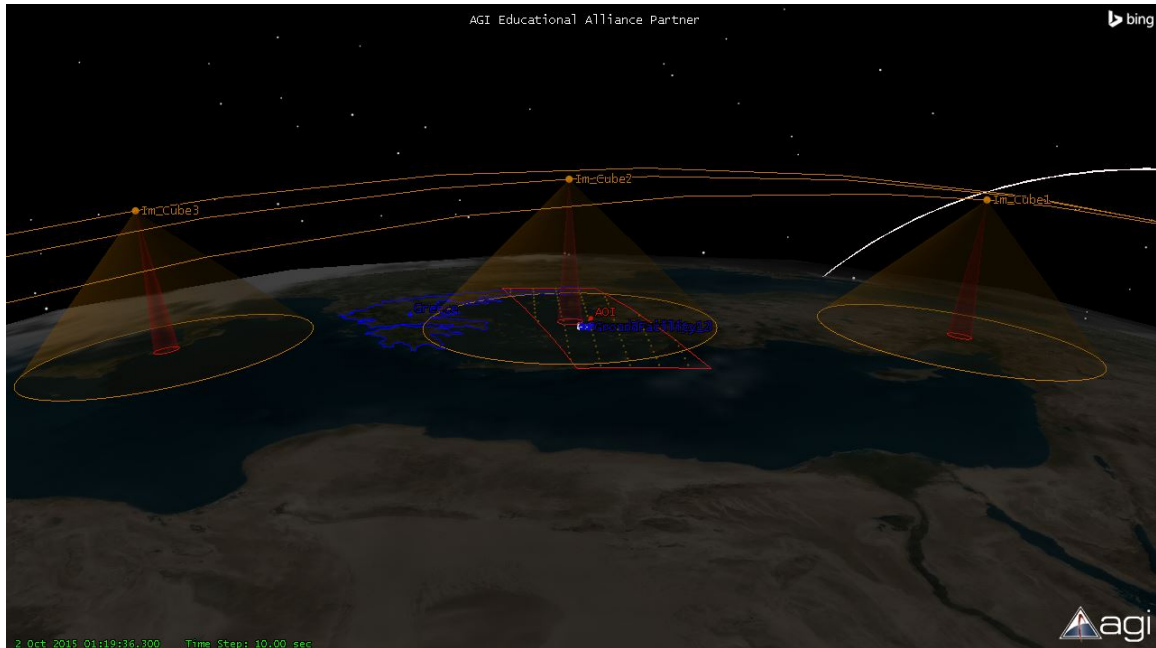 AGI Educational Alliance Partner
bing
Im_Cube2
Im_Cube3
Im_Cube1
Greece
AOI
2 Oct 2015 01:19:36.300 Time Step: 10.00 sec
agi